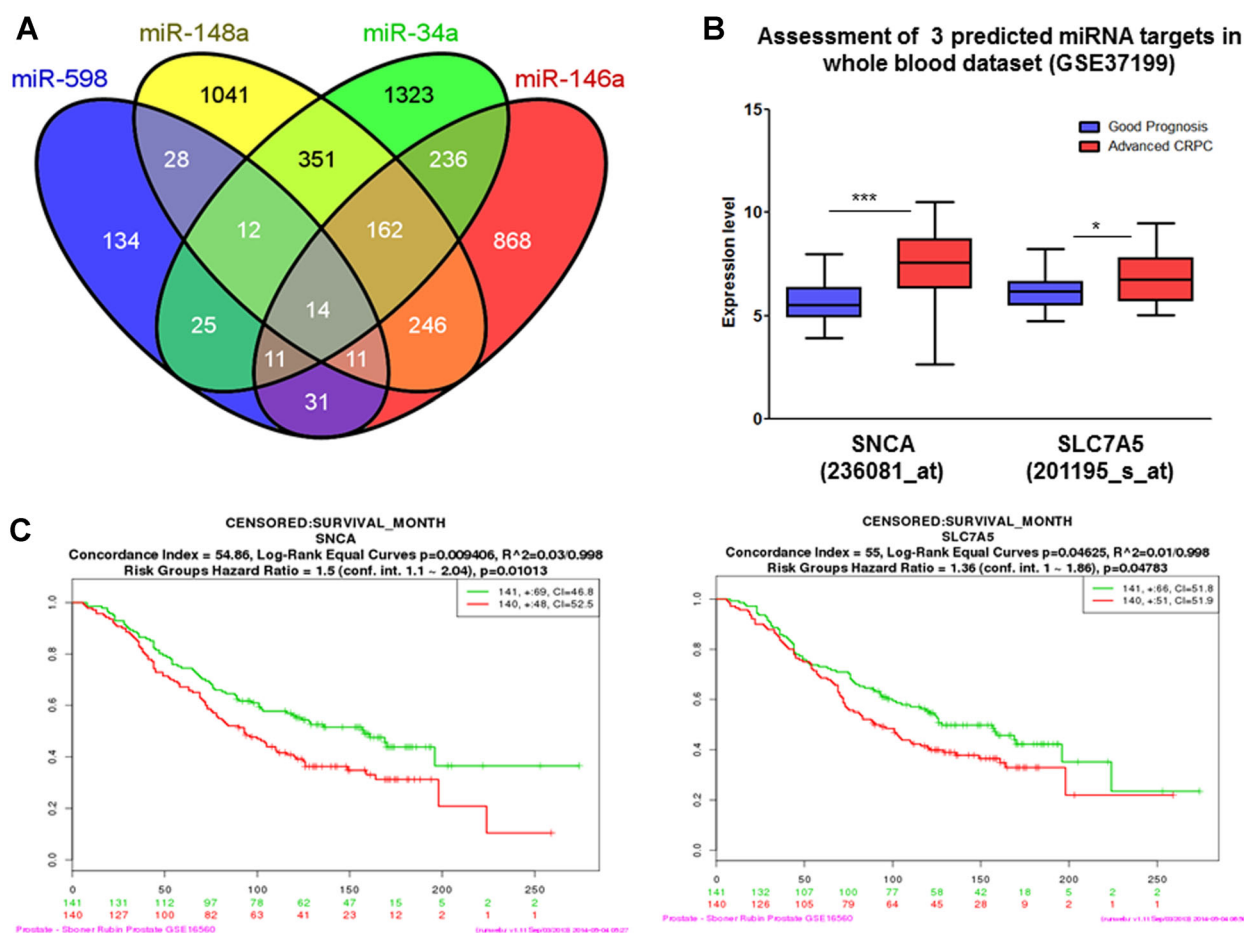 A
miR-148a
miR-34a
miR-598
miR-146a
1041
1323
28
351
236
134
12
162
868
25
14
246
11
11
31
B
Assessment of 3 predicted miRNA targets in
whole blood dataset (GSE37199)
Good Prognosis
Advanced CRPC
Expression level
15
10
5
0
***
*
SNCA
(236081_at)
SLC7A5
(201195_s_at)
C
CENSORED:SURVIVAL_MONTH
SNCA
Concordance Index = 54.86, Log-Rank Equal Curves p=0.009406, R^2=0.03/0.998
Risk Groups Hazard Ratio = 1.5 (conf. int. 1.1 ~ 2.04), p=0.01013
141, +:69, CI=46.8
140, +:48, CI=52.5
1.0
0.8
0.6
0.4
0.2
0.0
0 50 100 150 200 250
141 131 112 97 78 62 47 15 5 2 2
140 127 100 82 63 41 23 12 2 1 1
Prostate - Sboner Rubin Prostate GSE16560
CENSORED:SURVIVAL_MONTH
SLC7A5
Concordance Index = 55, Log-Rank Equal Curves p=0.04625, R^2=0.01/0.998
Risk Groups Hazard Ratio = 1.36 (conf. int. 1 ~ 1.86), p=0.04783
141, +:66, CI=51.8
140, +:51, CI=51.9
1.0
0.8
0.6
0.4
0.2
0.0
0 50 100 150 200 250
141 132 107 100 77 58 42 18 5 2 2
140 126 105 79 64 45 28 9 2 1 1
Prostate - Sboner Rubin Prostate GSE16560